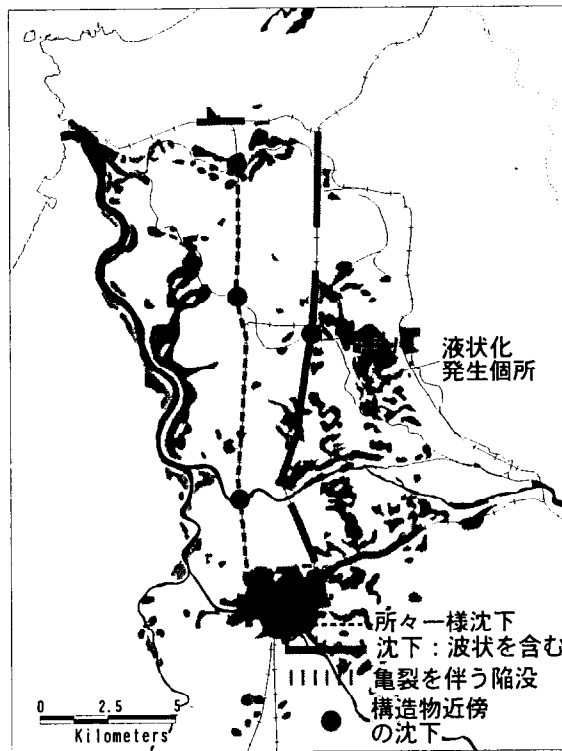 液状化
発生個所
所々一様沈下
沈下：波状を含む
亀裂を伴う陥没
構造物近傍
の沈下
0 2.5 5
Kilometers